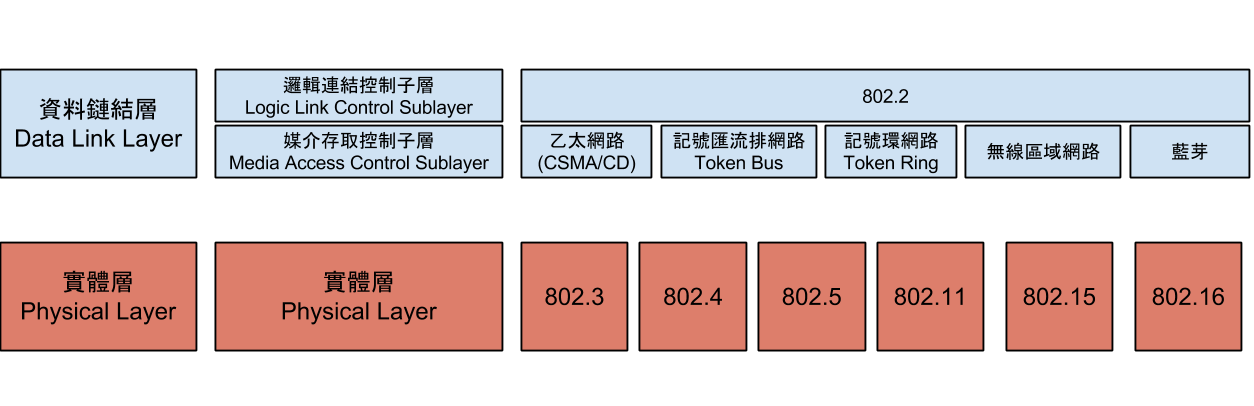 資料鏈結層
Data Link Layer
邏輯連結控制子層
Logic Link Control Sublayer
802.2
媒介存取控制子層
Media Access Control Sublayer
乙太網路
(CSMA/CD)
記號匯流排網路
Token Bus
記號環網路
Token Ring
無線區域網路
藍芽
實體層
Physical Layer
實體層
Physical Layer
802.3
802.4
802.5
802.11
802.15
802.16